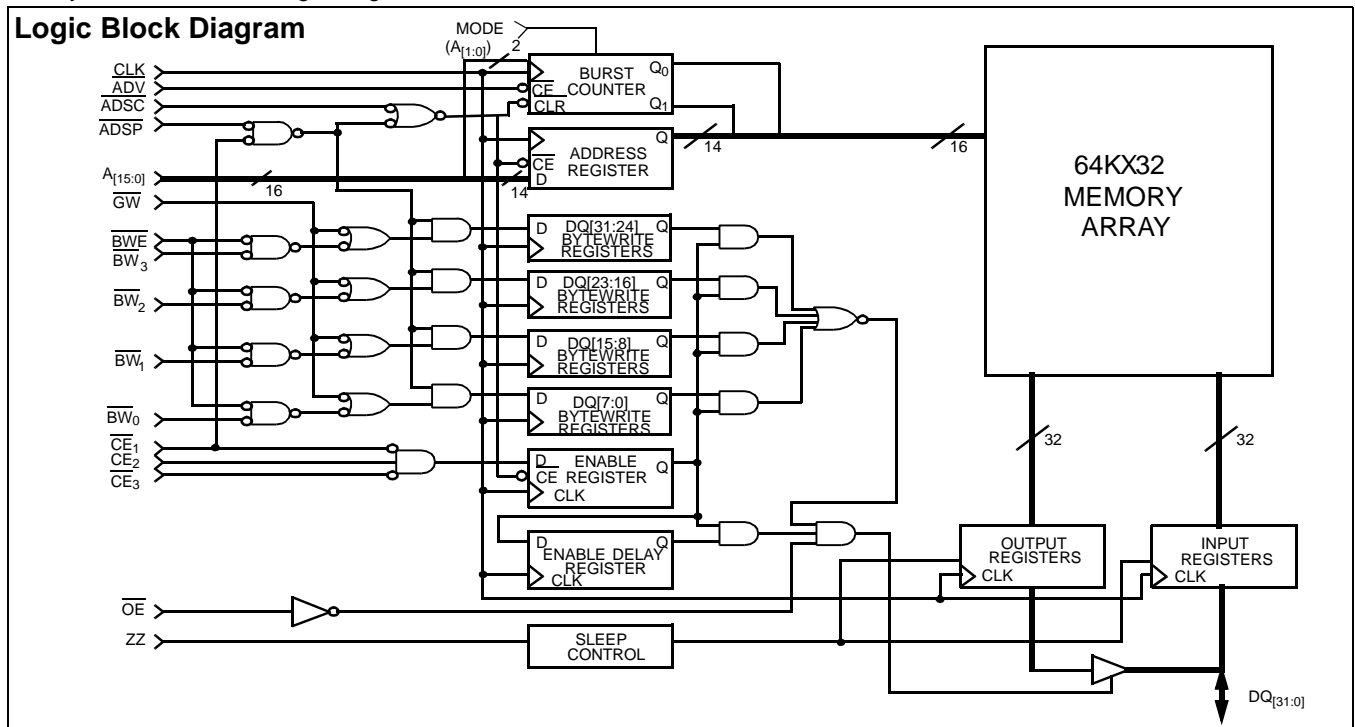 Logic Block Diagram
MODE
(A[1:0])
2
CLK
ADV
ADSC
ADSP
A[15:0]
16
14
GW
BWE
BW3
BW2
BW1
BW0
CE1
CE2
CE3
OE
ZZ
BURST
COUNTER
CE
CLR
Q0
Q1
ADDRESS
REGISTER
CE
D
Q
14
16
D DQ[31:24] Q
BYTEWRITE
REGISTERS
D DQ[23:16] Q
BYTEWRITE
REGISTERS
D DQ[15:8] Q
BYTEWRITE
REGISTERS
D DQ[7:0] Q
BYTEWRITE
REGISTERS
D ENABLE Q
CE REGISTER
CLK
D Q
ENABLE DELAY
REGISTER
CLK
SLEEP
CONTROL
64KX32
MEMORY
ARRAY
32
32
OUTPUT
REGISTERS
CLK
INPUT
REGISTERS
CLK
DQ[31:0]